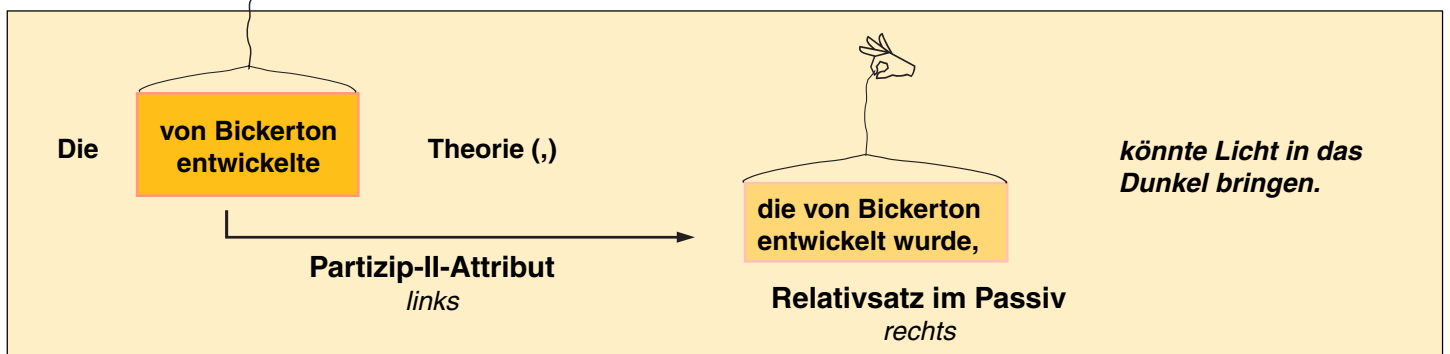 Die
von Bickerton
entwickelte
Theorie (,)
die von Bickerton
entwickelt wurde,
könnte Licht in das
Dunkel bringen.
Partizip-II-Attribut
links
Relativsatz im Passiv
rechts